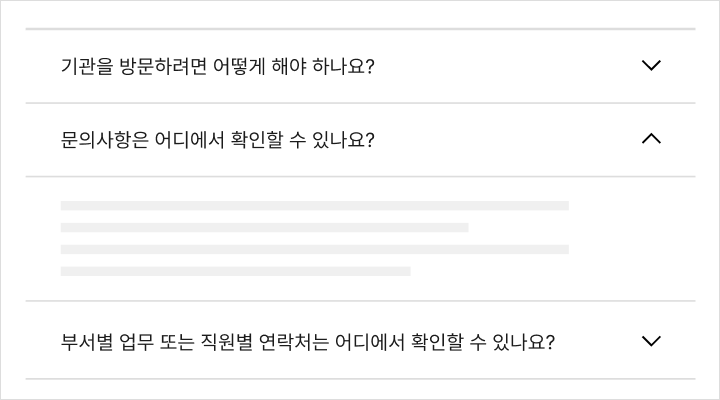 기관을 방문하려면 어떻게 해야 하나요?
문의사항은 어디에서 확인할 수 있나요?
부서별 업무 또는 직원별 연락처는 어디에서 확인할 수 있나요?